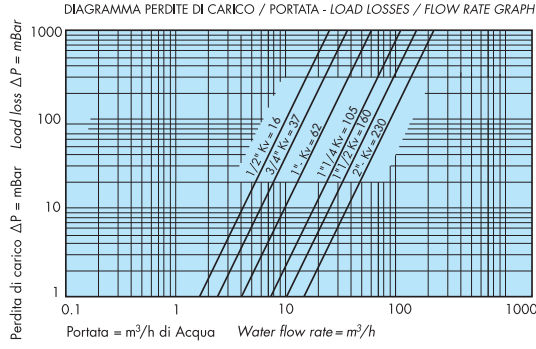 DIAGRAMMA PERDITE DI CARICO / PORTATA - LOAD LOSSES / FLOW RATE GRAPH
Perdita di carico ΔP = mBar Load loss ΔP = mBar
1000
100
10
1
1/2" Kv = 16
3/4" Kv = 37
1" - Kv = 62
1"1/4 Kv = 105
1"1/2 Kv = 160
2" - Kv = 230
0.1 1 10 100 1000
Portata = m³/h di Acqua Water flow rate = m³/h